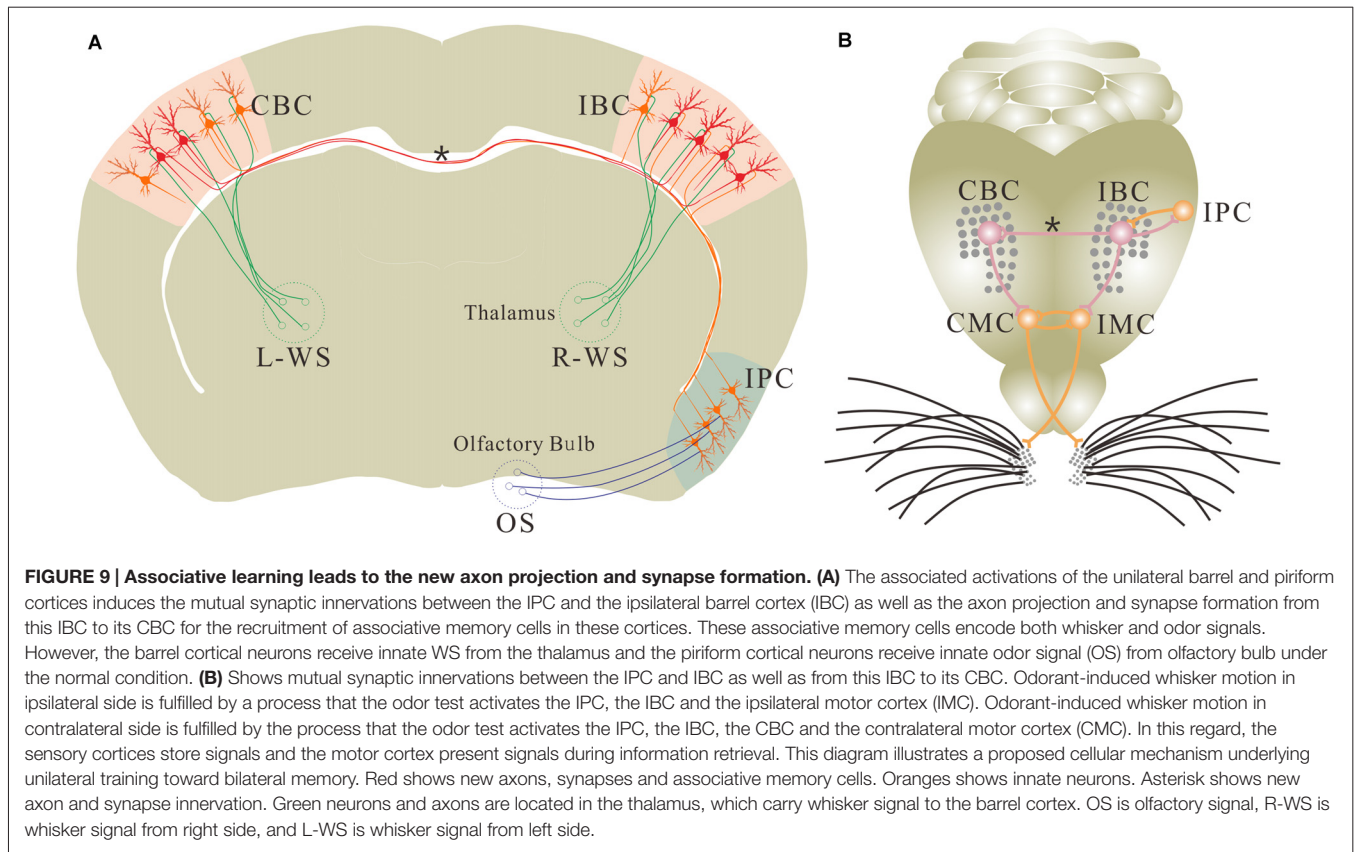 A
B
CBC
IBC
*
CBC
IBC
IPC
*
Thalamus
L-WS
R-WS
CMC
IMC
IPC
Olfactory Bulb
OS
FIGURE 9 | Associative learning leads to the new axon projection and synapse formation. (A) The associated activations of the unilateral barrel and piriform
cortices induces the mutual synaptic innervations between the IPC and the ipsilateral barrel cortex (IBC) as well as the axon projection and synapse formation from
this IBC to its CBC for the recruitment of associative memory cells in these cortices. These associative memory cells encode both whisker and odor signals.
However, the barrel cortical neurons receive innate WS from the thalamus and the piriform cortical neurons receive innate odor signal (OS) from olfactory bulb under
the normal condition. (B) Shows mutual synaptic innervations between the IPC and IBC as well as from this IBC to its CBC. Odorant-induced whisker motion in
ipsilateral side is fulfilled by a process that the odor test activates the IPC, the IBC and the ipsilateral motor cortex (IMC). Odorant-induced whisker motion in
contralateral side is fulfilled by the process that the odor test activates the IPC, the IBC, the CBC and the contralateral motor cortex (CMC). In this regard, the
sensory cortices store signals and the motor cortex present signals during information retrieval. This diagram illustrates a proposed cellular mechanism underlying
unilateral training toward bilateral memory. Red shows new axons, synapses and associative memory cells. Oranges shows innate neurons. Asterisk shows new
axon and synapse innervation. Green neurons and axons are located in the thalamus, which carry whisker signal to the barrel cortex. OS is olfactory signal, R-WS is
whisker signal from right side, and L-WS is whisker signal from left side.